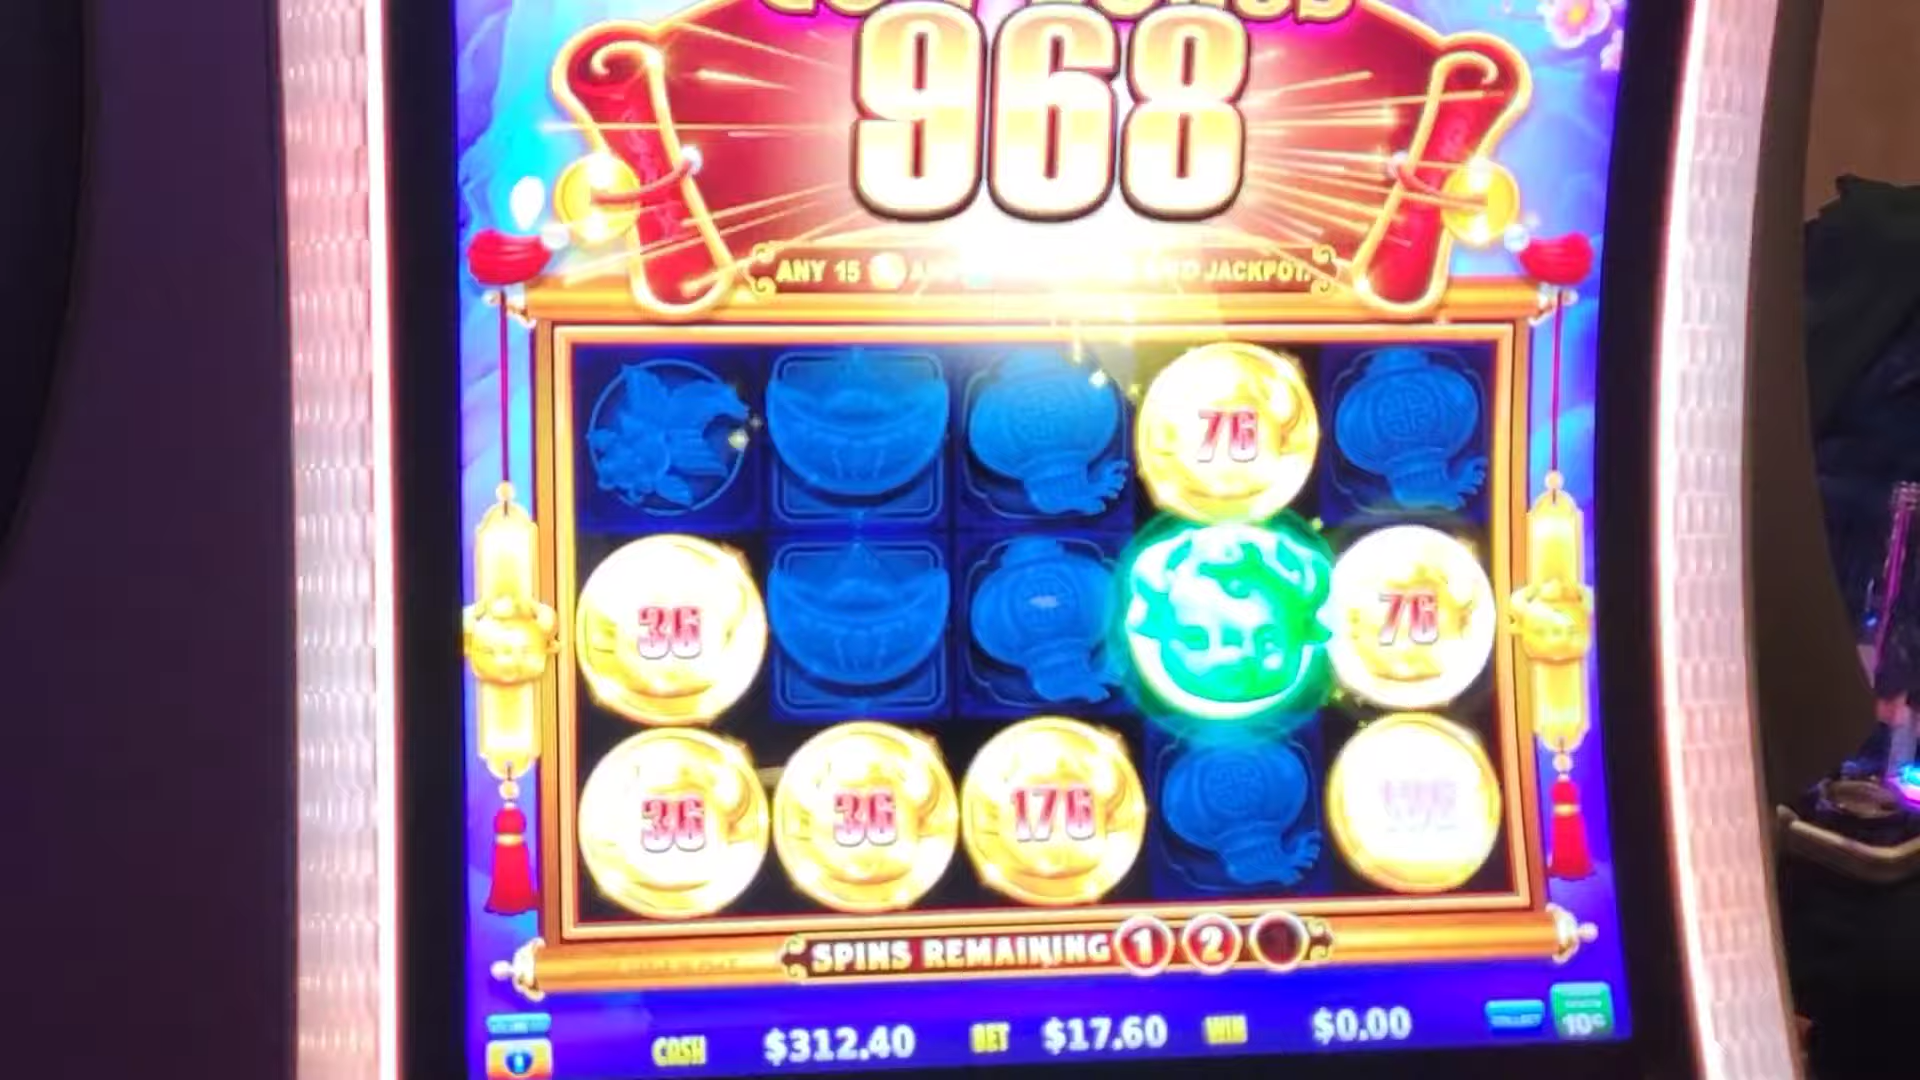 968
ANY 15
JACKPOT
76
36
76
36
36
176
SPINS REMAINING 1 2
CASH $312.40 BET $17.60 WIN $0.00
10¢